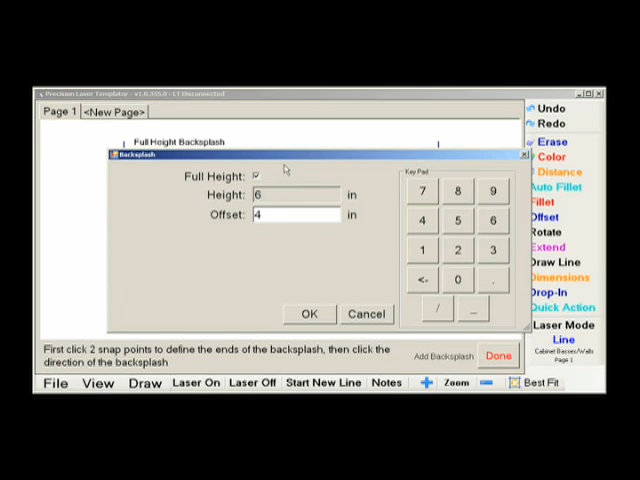 Precision Laser Templator - v1.6.355.0 - LT Disconnected
Page 1
<New Page>
Full Height Backsplash
Backsplash
Full Height:
Height: 6 in
Offset: 4 in
OK
Cancel
Key Pad
7 8 9
4 5 6
1 2 3
<- 0 .
/ _
Undo
Redo
Erase
Color
Distance
Auto Fillet
Fillet
Offset
Rotate
Extend
Draw Line
Dimensions
Drop-In
Quick Action
Laser Mode
Line
Cabinet Basses/Walls
Page 1
First click 2 snap points to define the ends of the backsplash, then click the
direction of the backsplash
Add Backsplash
Done
File View Draw Laser On Laser Off Start New Line Notes Zoom Best Fit